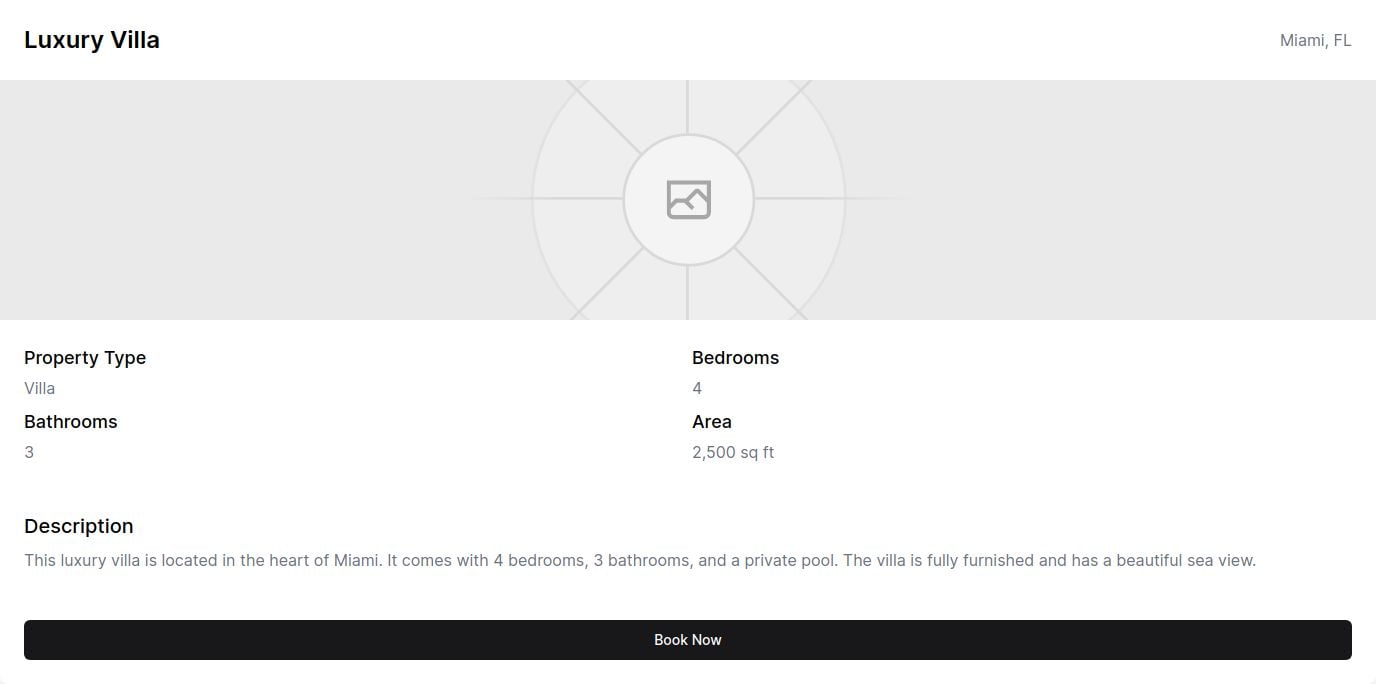 Luxury Villa
Miami, FL
Property Type
Villa
Bedrooms
4
Bathrooms
3
Area
2,500 sq ft
Description
This luxury villa is located in the heart of Miami. It comes with 4 bedrooms, 3 bathrooms, and a private pool. The villa is fully furnished and has a beautiful sea view.
Book Now